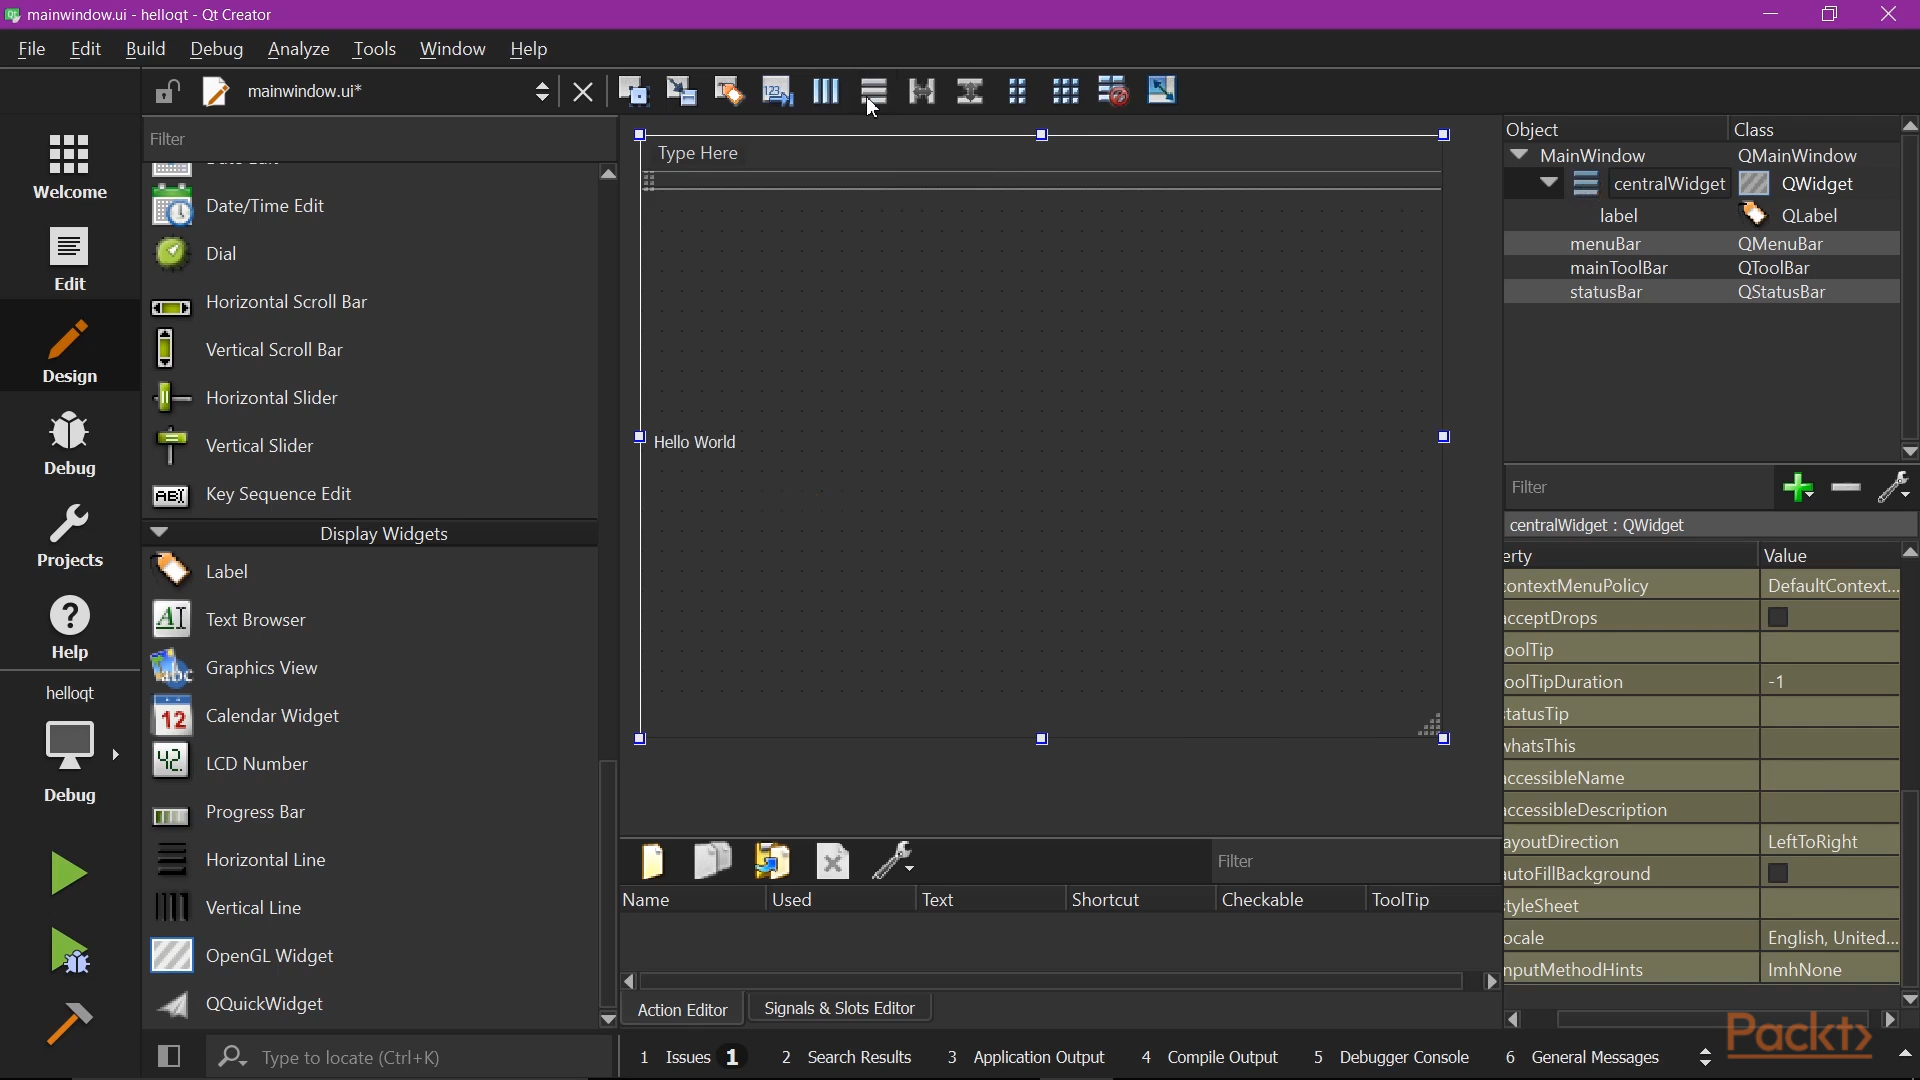 mainwindow.ui - helloqt - Qt Creator
File Edit Build Debug Analyze Tools Window Help
mainwindow.ui*
Welcome
Edit
Design
Debug
Projects
Help
helloqt
Debug
Filter
Date/Time Edit
Dial
Horizontal Scroll Bar
Vertical Scroll Bar
Horizontal Slider
Vertical Slider
Key Sequence Edit
Display Widgets
Label
Text Browser
Graphics View
Calendar Widget
LCD Number
Progress Bar
Horizontal Line
Vertical Line
OpenGL Widget
QQuickWidget
Type Here
Hello World
Filter
Name Used Text Shortcut Checkable ToolTip
Action Editor Signals & Slots Editor
Object Class
MainWindow QMainWindow
centralWidget QWidget
label QLabel
menuBar QMenuBar
mainToolBar QToolBar
statusBar QStatusBar
Filter
centralWidget : QWidget
erty Value
contextMenuPolicy DefaultContext...
cceptDrops
oolTip
oolTipDuration -1
tatusTip
whatsThis
ccessibleName
ccessibleDescription
ayoutDirection LeftToRight
utoFillBackground
tyleSheet
ocale English, United...
nputMethodHints ImhNone
Packt>
Type to locate (Ctrl+K) 1 Issues 1 2 Search Results 3 Application Output 4 Compile Output 5 Debugger Console 6 General Messages